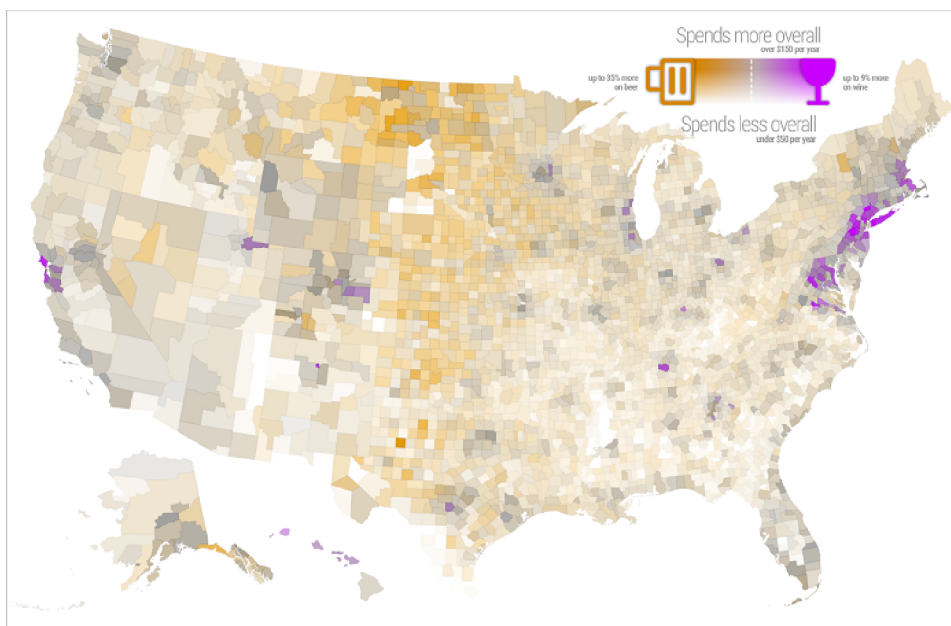 Spends more overall
over $150 per year
up to 35% more
on beer
up to 9% more
on wine
Spends less overall
under $50 per year